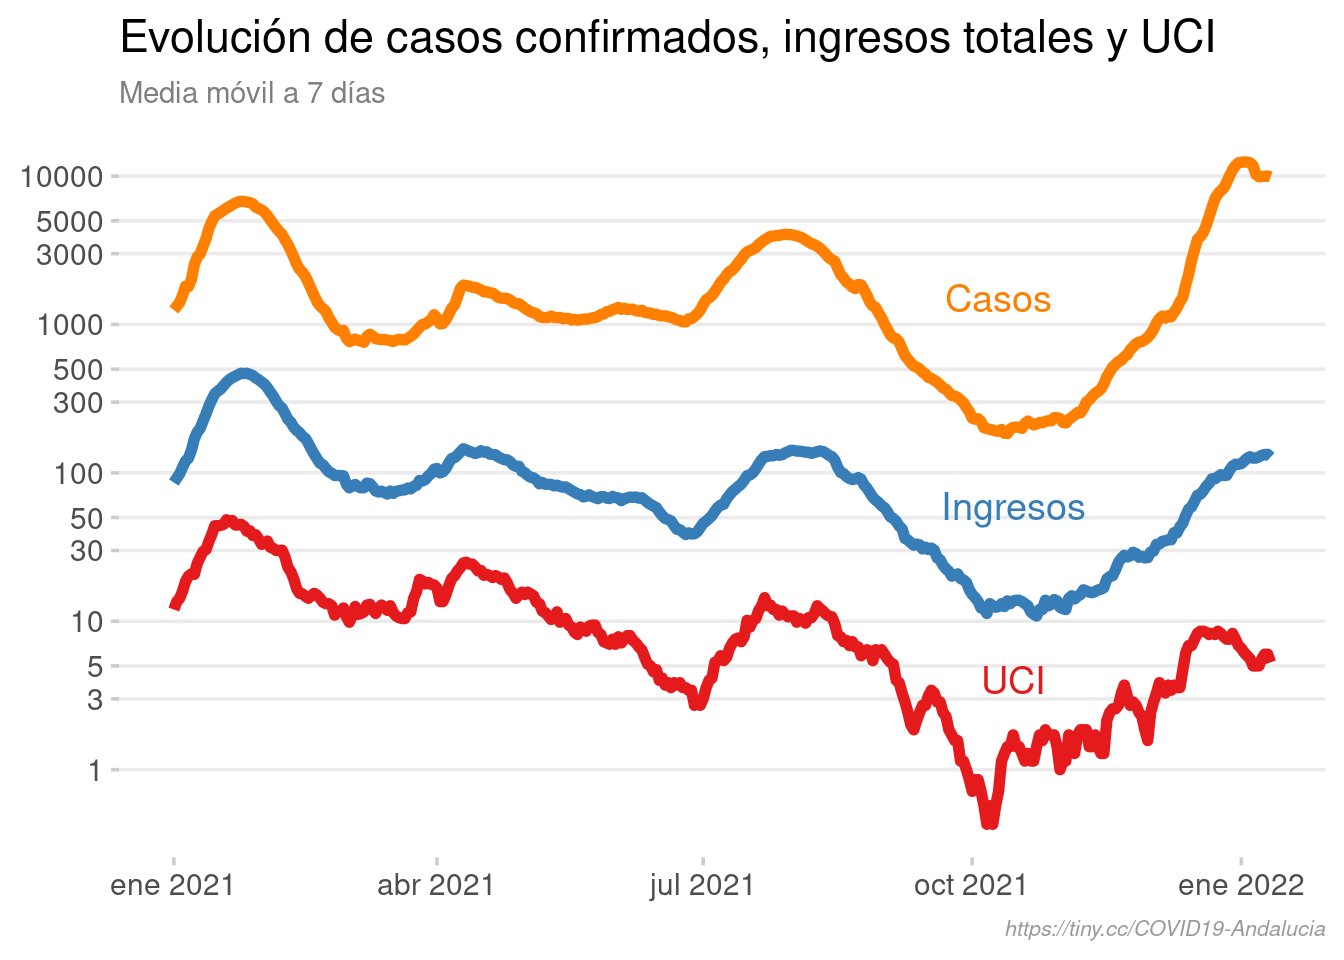 Evolución de casos confirmados, ingresos totales y UCI
Media móvil a 7 días
10000
5000
3000
1000
500
300
100
50
30
10
5
3
1
Casos
Ingresos
UCI
ene 2021
abr 2021
jul 2021
oct 2021
ene 2022
https://tiny.cc/COVID19-Andalucia